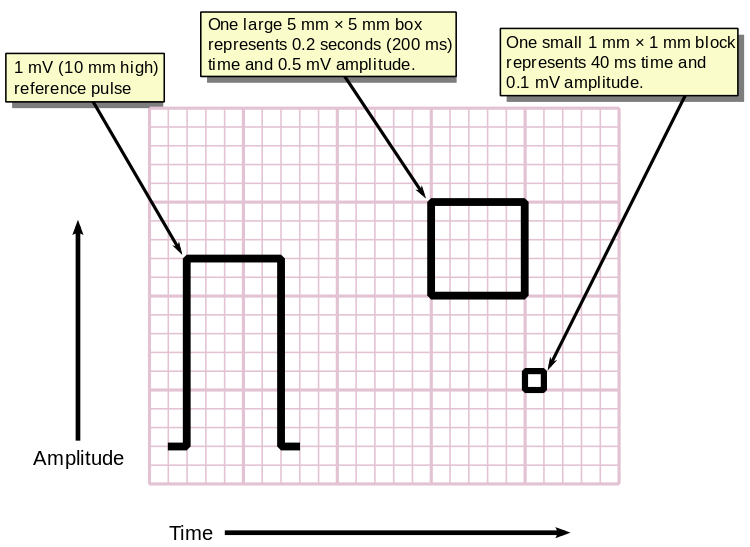 1 mV (10 mm high)
reference pulse
One large 5 mm × 5 mm box
represents 0.2 seconds (200 ms)
time and 0.5 mV amplitude.
One small 1 mm × 1 mm block
represents 40 ms time and
0.1 mV amplitude.
Amplitude
Time